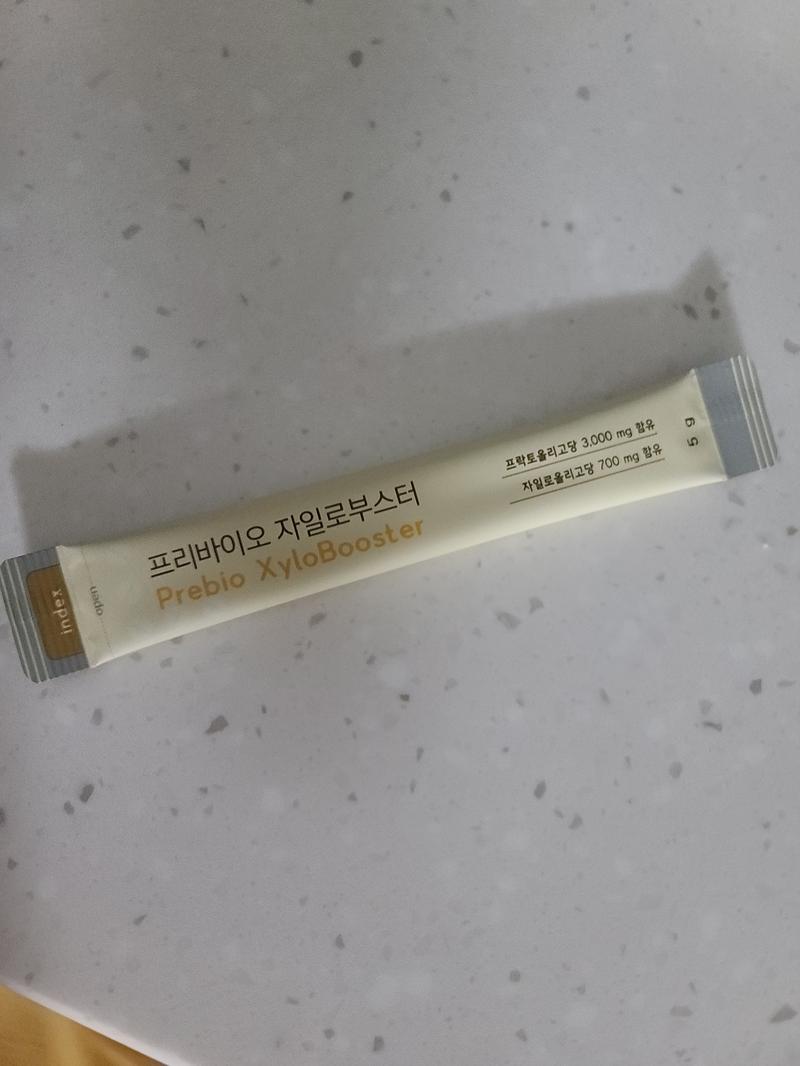 index
open
프리바이오 자일로부스터
Prebio XyloBooster
프락토올리고당 3,000 mg 함유
자일로올리고당 700 mg 함유
5 g